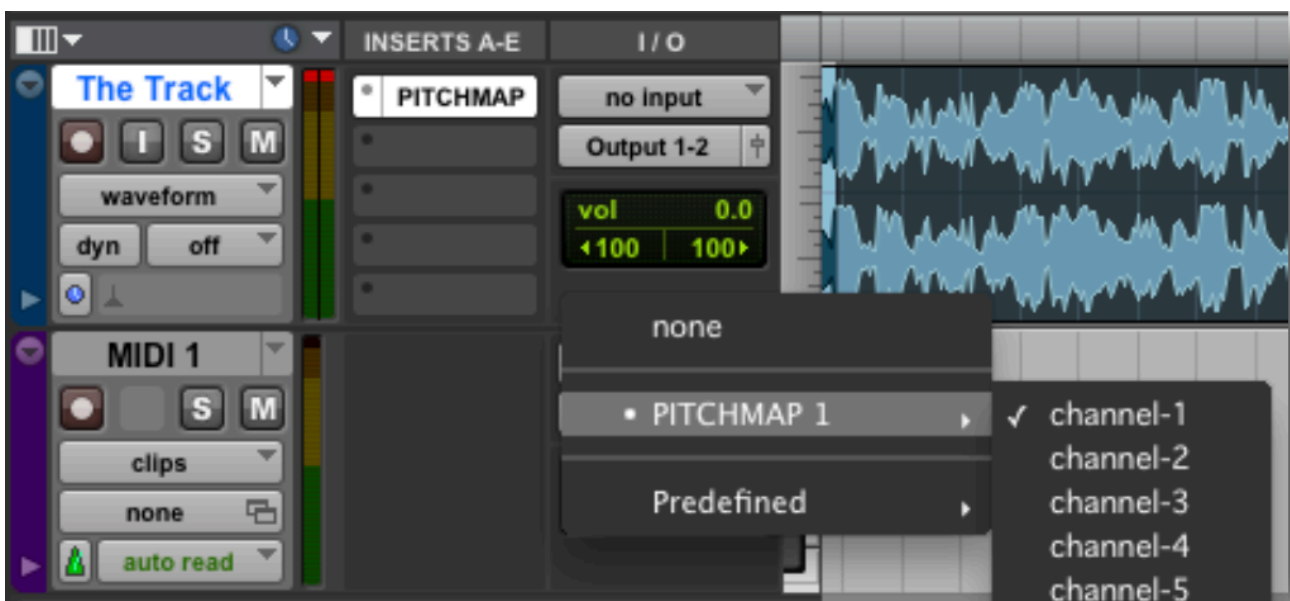 INSERTS A-E
I / O
The Track
PITCHMAP
no input
I S M
Output 1-2
waveform
vol 0.0
dyn off
100 100
none
MIDI 1
S M
PITCHMAP 1
✓ channel-1
channel-2
clips
Predefined
channel-3
none
channel-4
auto read
channel-5